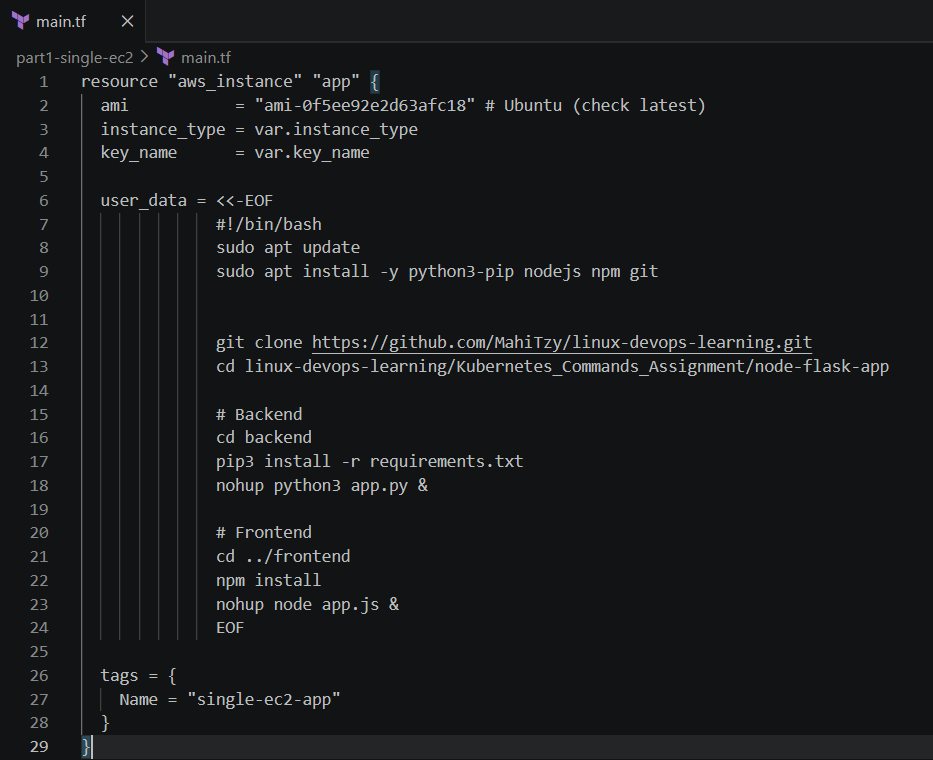 main.tf
part1-single-ec2 > main.tf
1 resource "aws_instance" "app" {
2   ami           = "ami-0f5ee92e2d63afc18" # Ubuntu (check latest)
3   instance_type = var.instance_type
4   key_name      = var.key_name
5
6   user_data = <<-EOF
7               #!/bin/bash
8               sudo apt update
9               sudo apt install -y python3-pip nodejs npm git
10
11
12              git clone https://github.com/MahiTzy/linux-devops-learning.git
13              cd linux-devops-learning/Kubernetes_Commands_Assignment/node-flask-app
14
15              # Backend
16              cd backend
17              pip3 install -r requirements.txt
18              nohup python3 app.py &
19
20              # Frontend
21              cd ../frontend
22              npm install
23              nohup node app.js &
24              EOF
25
26  tags = {
27    Name = "single-ec2-app"
28  }
29 }